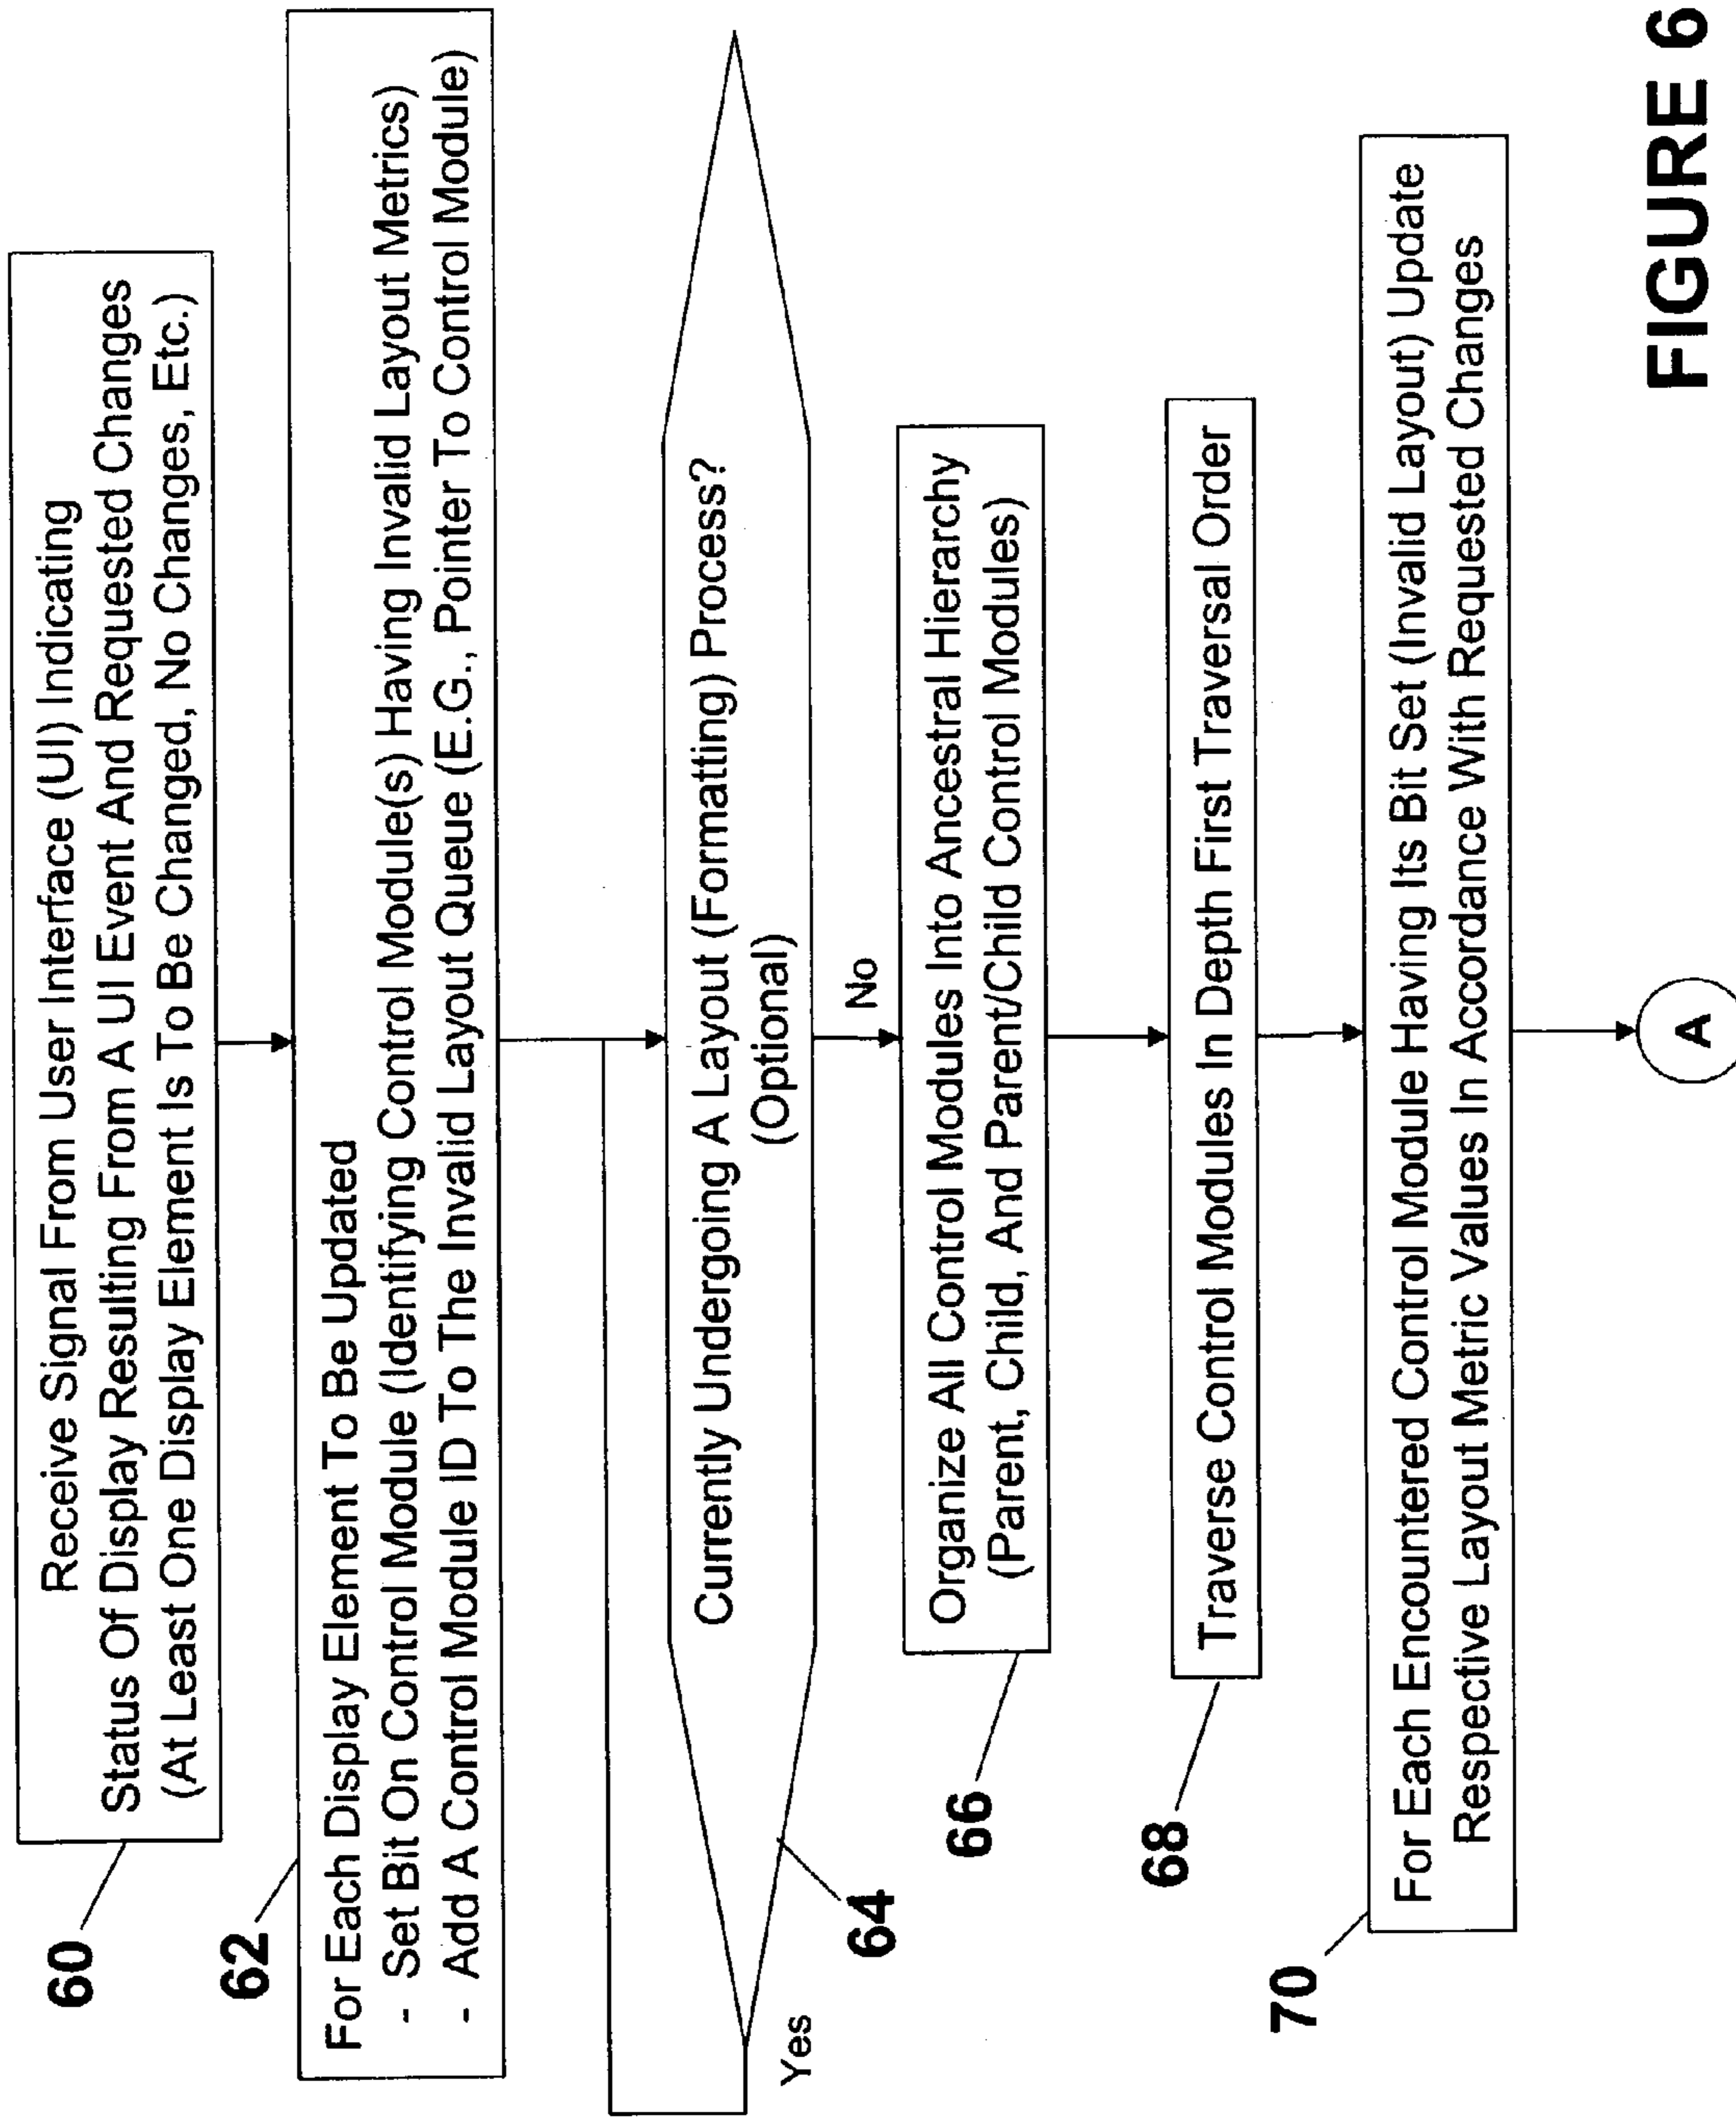 60
Receive Signal From User Interface (UI) Indicating
Status Of Display Resulting From A UI Event And Requested Changes
(At Least One Display Element Is To Be Changed, No Changes, Etc.)
62
For Each Display Element To Be Updated
- Set Bit On Control Module (Identifying Control Module(s) Having Invalid Layout Metrics)
- Add A Control Module ID To The Invalid Layout Queue (E.G., Pointer To Control Module)
Currently Undergoing A Layout (Formatting) Process?
(Optional)
Yes
64
No
66
Organize All Control Modules Into Ancestral Hierarchy
(Parent, Child, And Parent/Child Control Modules)
68
Traverse Control Modules In Depth First Traversal Order
70
For Each Encountered Control Module Having Its Bit Set (Invalid Layout) Update
Respective Layout Metric Values In Accordance With Requested Changes
A
FIGURE 6